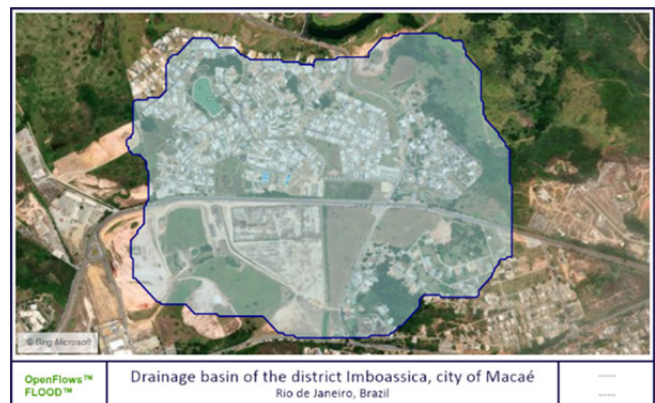 © Bing Microsoft
OpenFlows™
FLOOD™
Drainage basin of the district Imboassica, city of Macaé
Rio de Janeiro, Brazil
-----
-----